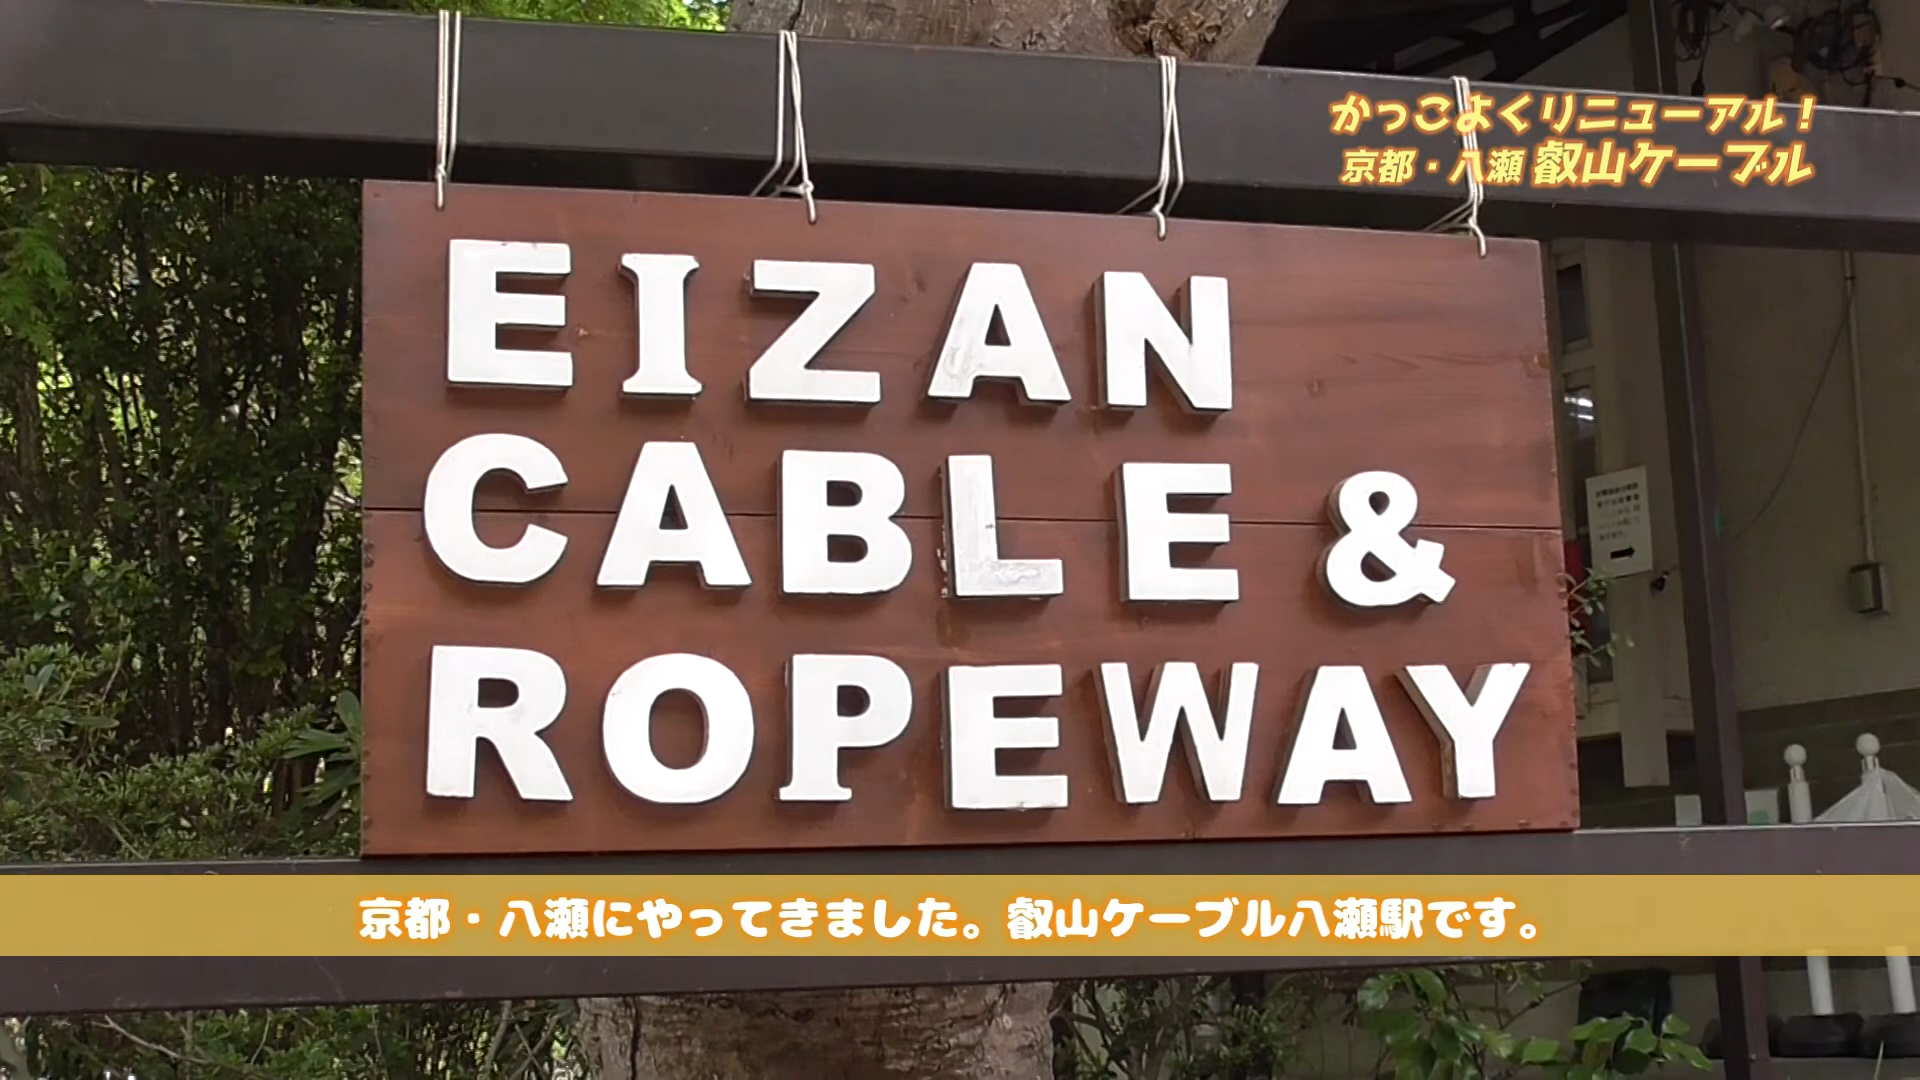 かっこよくリニューアル！
京都・八瀬 叡山ケーブル
EIZAN
CABLE &
ROPEWAY
京都・八瀬にやってきました。叡山ケーブル八瀬駅です。